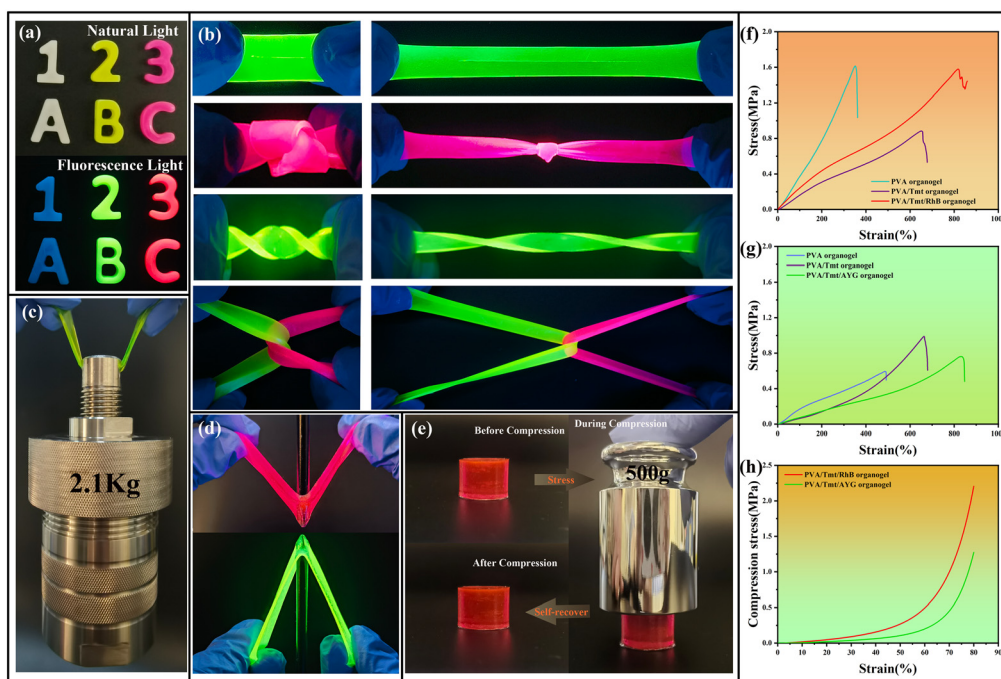 (a)
Natural Light
1 2 3
A B C
Fluorescence Light
1 2 3
A B C
(b)
(c)
2.1Kg
(d)
(e)
Before Compression
During Compression
500g
Stress
After Compression
Self-recover
(f)
Stress(MPa)
2.0
1.6
1.2
0.8
0.4
0.0
PVA organogel
PVA/Tmt organogel
PVA/Tmt/RhB organogel
0 200 400 600 800 1000
Strain(%)
(g)
Stress(MPa)
2.0
1.6
1.2
0.8
0.4
0.0
PVA organogel
PVA/Tmt organogel
PVA/Tmt/AYG organogel
0 200 400 600 800 1000
Strain(%)
(h)
Compression stress(MPa)
2.5
2.0
1.5
1.0
0.5
0.0
PVA/Tmt/RhB organogel
PVA/Tmt/AYG organogel
0 10 20 30 40 50 60 70 80 90
Strain(%)